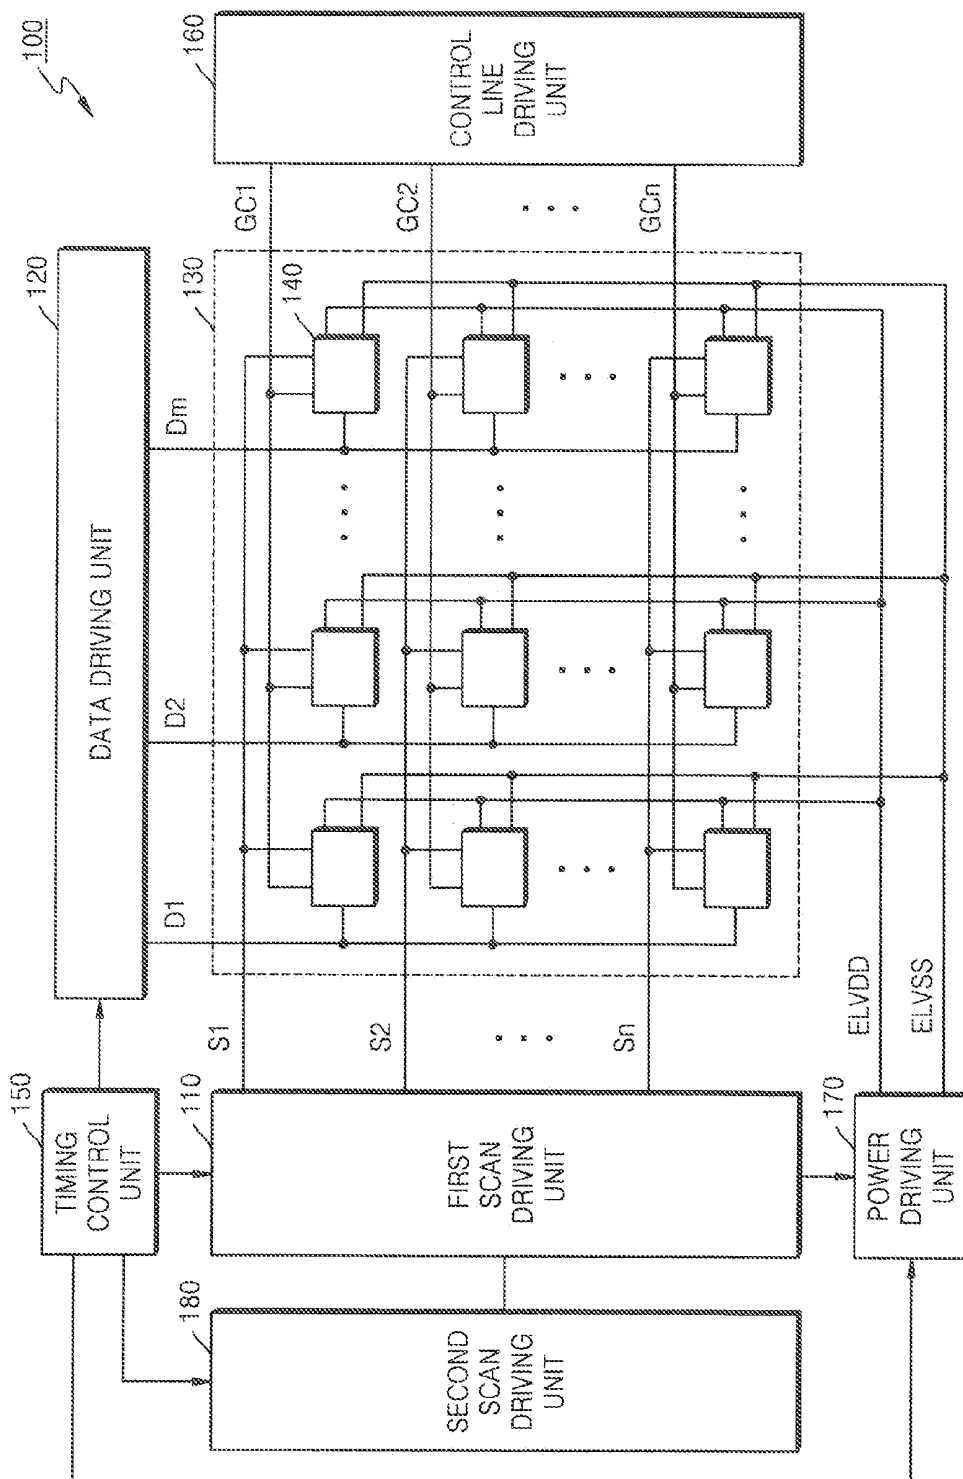 100
120
DATA DRIVING UNIT
150
TIMING
CONTROL
UNIT
D1
D2
Dm
130
140
160
CONTROL
LINE
DRIVING
UNIT
GC1
GC2
GCn
S1
S2
Sn
110
FIRST
SCAN
DRIVING
UNIT
180
SECOND
SCAN
DRIVING
UNIT
170
POWER
DRIVING
UNIT
ELVDD
ELVSS